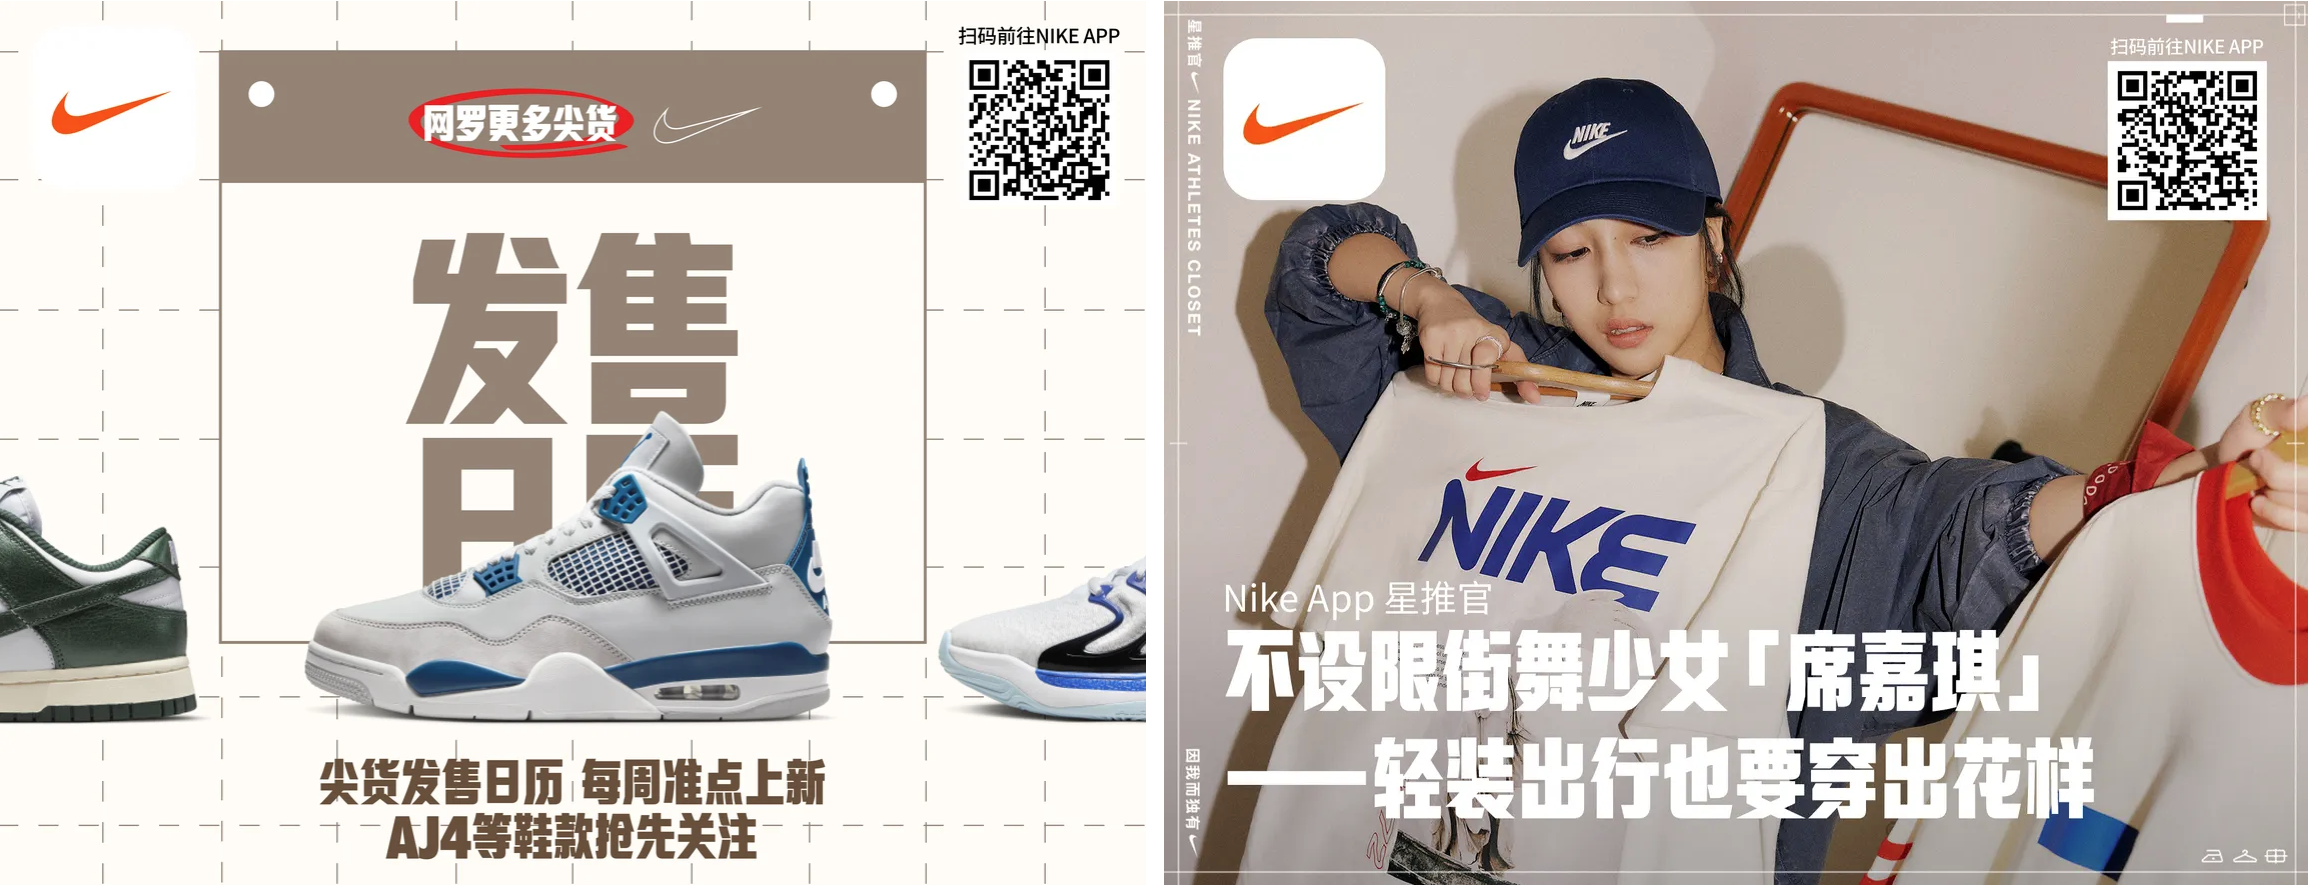 扫码前往NIKE APP
网罗更多尖货
发售
日历
尖货发售日历 每周准点上新
AJ4等鞋款抢先关注
星推官
NIKE ATHLETES CLOSET
扫码前往NIKE APP
NIKE
NIKE
Nike App 星推官
不设限街舞少女「席嘉琪」
——轻装出行也要穿出花样
因我而独有